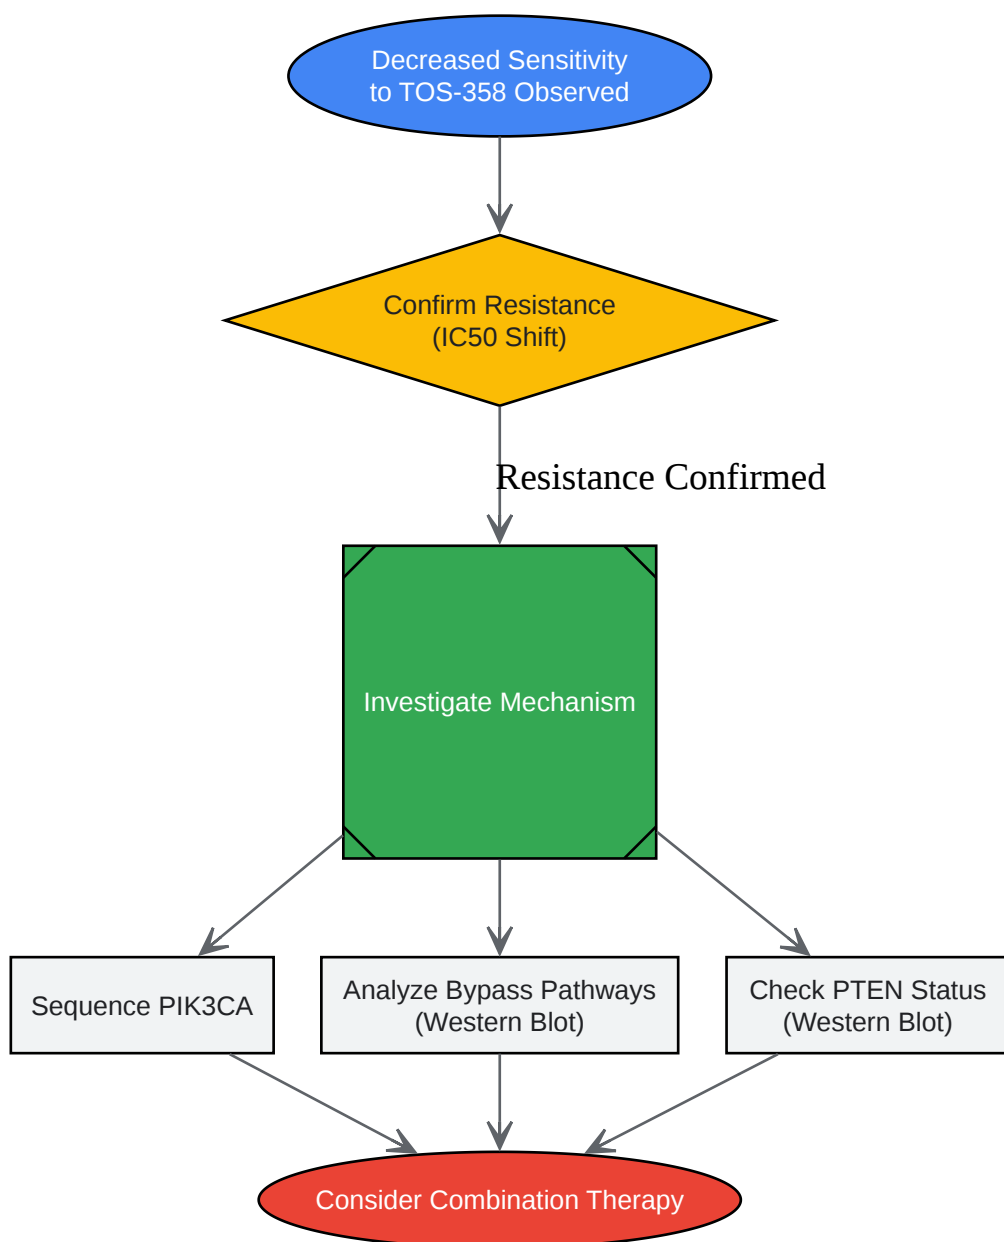 Decreased Sensitivity
to TOS-358 Observed
Confirm Resistance
(IC50 Shift)
Resistance Confirmed
Investigate Mechanism
Sequence PIK3CA
Analyze Bypass Pathways
(Western Blot)
Check PTEN Status
(Western Blot)
Consider Combination Therapy